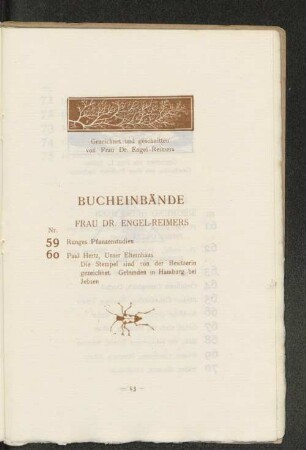 Gezeichnet und geschnitten
von Frau Dr. Engel-Reimers
BUCHEINBÄNDE
FRAU DR. ENGEL-REIMERS
Nr.
59 Runges Pflanzenstudien
60 Paul Hertz, Unser Elternhaus
Die Stempel sind von der Besitzerin
gezeichnet. Gebunden in Hamburg bei
Jebsen
— 13 —